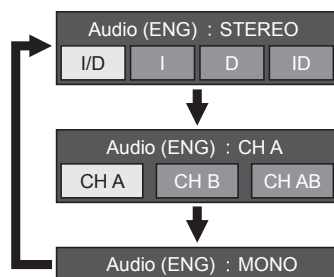 Audio (ENG) : STEREO
I/D I D ID
Audio (ENG) : CH A
CH A CH B CH AB
Audio (ENG) : MONO